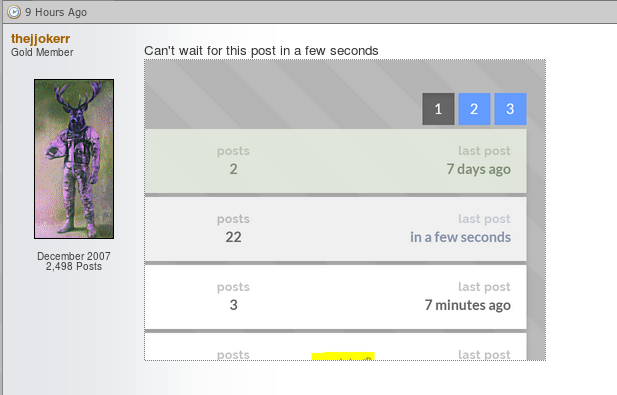 9 Hours Ago
thejjokerr
Gold Member
December 2007
2,498 Posts
Can't wait for this post in a few seconds
1 2 3
posts last post
2 7 days ago
posts last post
22 in a few seconds
posts last post
3 7 minutes ago
posts last post